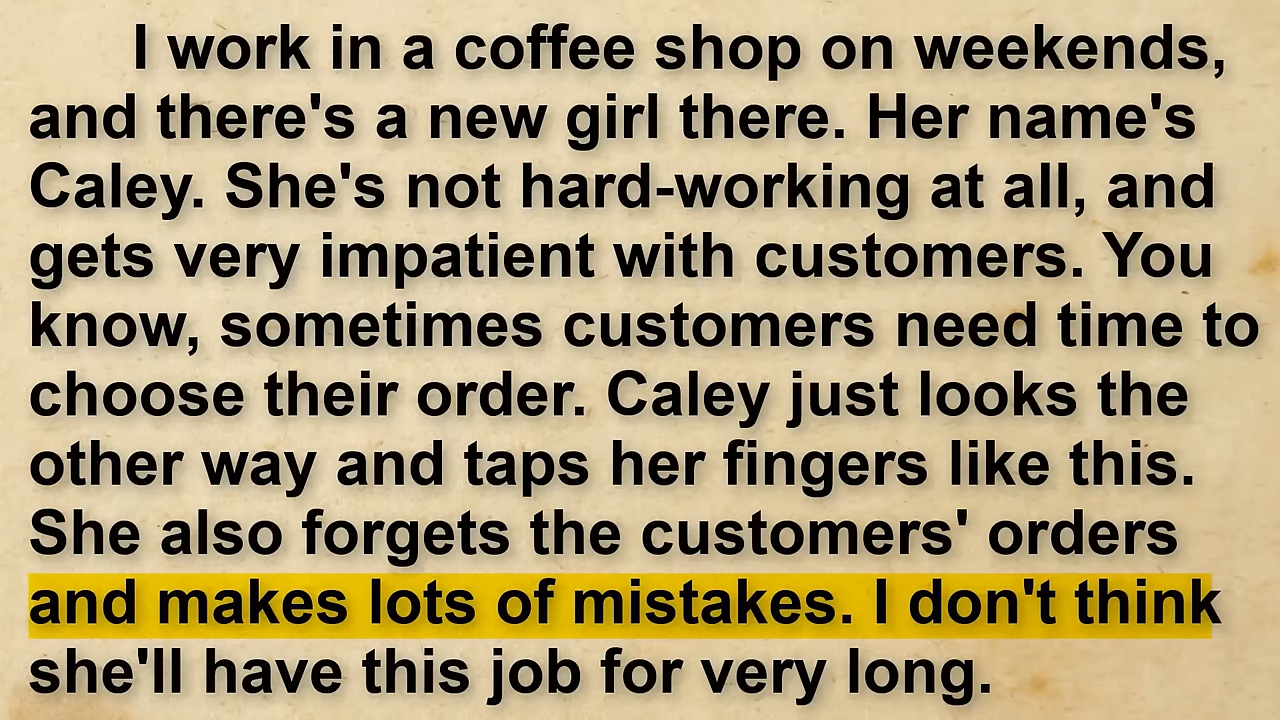 I work in a coffee shop on weekends,
and there's a new girl there. Her name's
Caley. She's not hard-working at all, and
gets very impatient with customers. You
know, sometimes customers need time to
choose their order. Caley just looks the
other way and taps her fingers like this.
She also forgets the customers' orders
and makes lots of mistakes. I don't think
she'll have this job for very long.